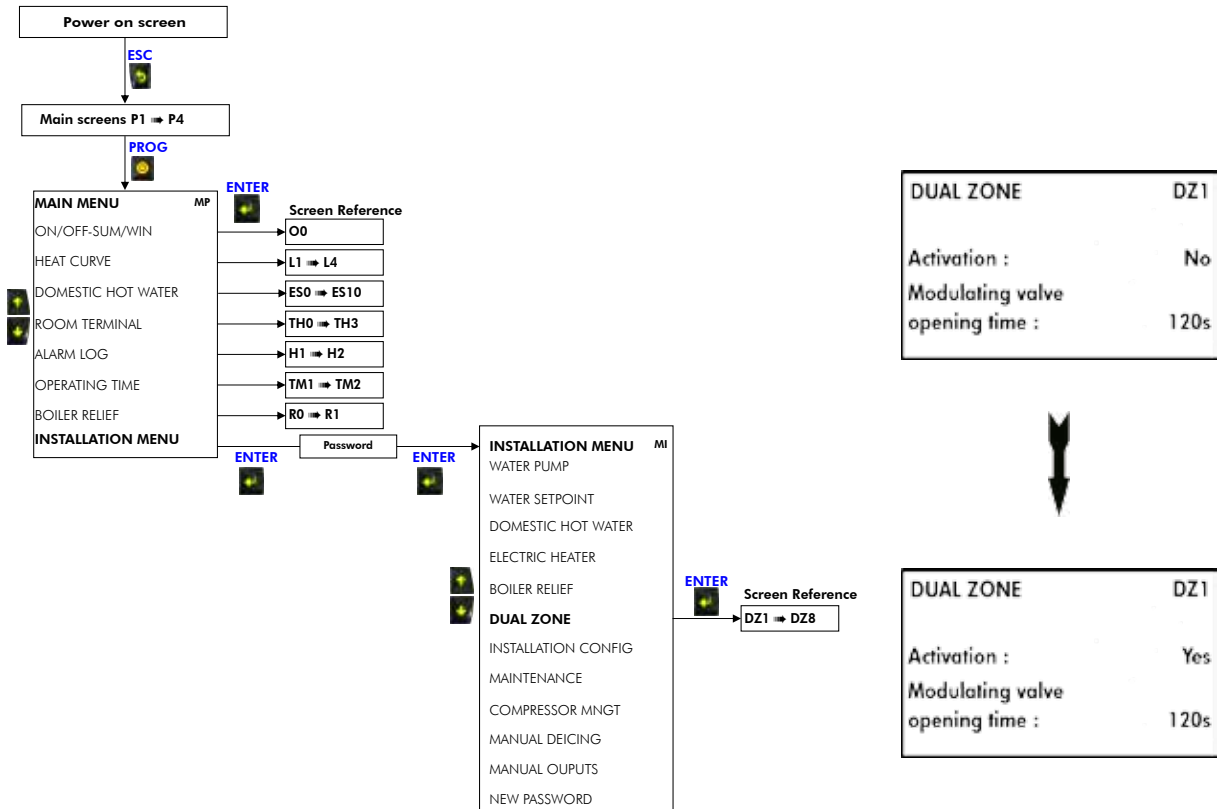 Power on screen
ESC
Main screens P1 ➠ P4
PROG
MAIN MENU MP
ENTER
Screen Reference
ON/OFF-SUM/WIN
O0
HEAT CURVE
L1 ➠ L4
DOMESTIC HOT WATER
ES0 ➠ ES10
ROOM TERMINAL
TH0 ➠ TH3
ALARM LOG
H1 ➠ H2
OPERATING TIME
TM1 ➠ TM2
BOILER RELIEF
R0 ➠ R1
INSTALLATION MENU
ENTER
Password
ENTER
INSTALLATION MENU MI
WATER PUMP
WATER SETPOINT
DOMESTIC HOT WATER
ELECTRIC HEATER
BOILER RELIEF
DUAL ZONE
ENTER
Screen Reference
DZ1 ➠ DZ8
INSTALLATION CONFIG
MAINTENANCE
COMPRESSOR MNGT
MANUAL DEICING
MANUAL OUPUTS
NEW PASSWORD
DUAL ZONE DZ1
Activation : No
Modulating valve
opening time : 120s
DUAL ZONE DZ1
Activation : Yes
Modulating valve
opening time : 120s